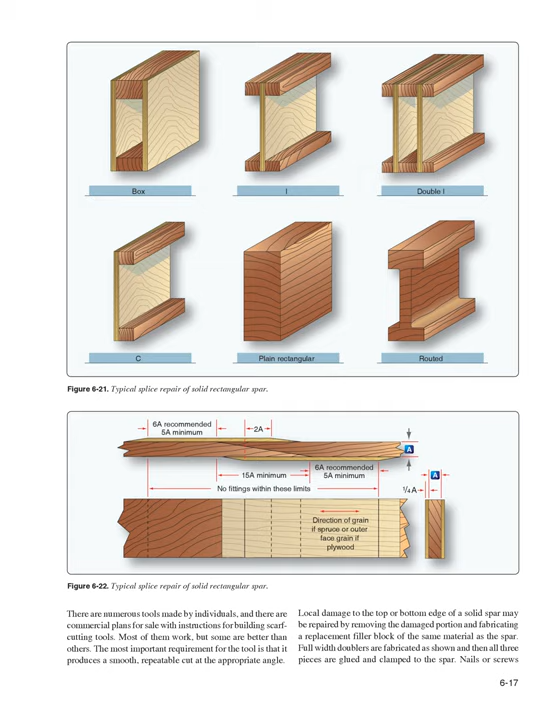 Box
I
Double I
C
Plain rectangular
Routed
Figure 6-21. Typical splice repair of solid rectangular spar.
6A recommended
5A minimum
2A
A
15A minimum
6A recommended
5A minimum
No fittings within these limits
A
1/4 A
Direction of grain
if spruce or outer
face grain if
plywood
Figure 6-22. Typical splice repair of solid rectangular spar.
There are numerous tools made by individuals, and there are
commercial plans for sale with instructions for building scarf-
cutting tools. Most of them work, but some are better than
others. The most important requirement for the tool is that it
produces a smooth, repeatable cut at the appropriate angle.
Local damage to the top or bottom edge of a solid spar may
be repaired by removing the damaged portion and fabricating
a replacement filler block of the same material as the spar.
Full width doublers are fabricated as shown and then all three
pieces are glued and clamped to the spar. Nails or screws
6-17